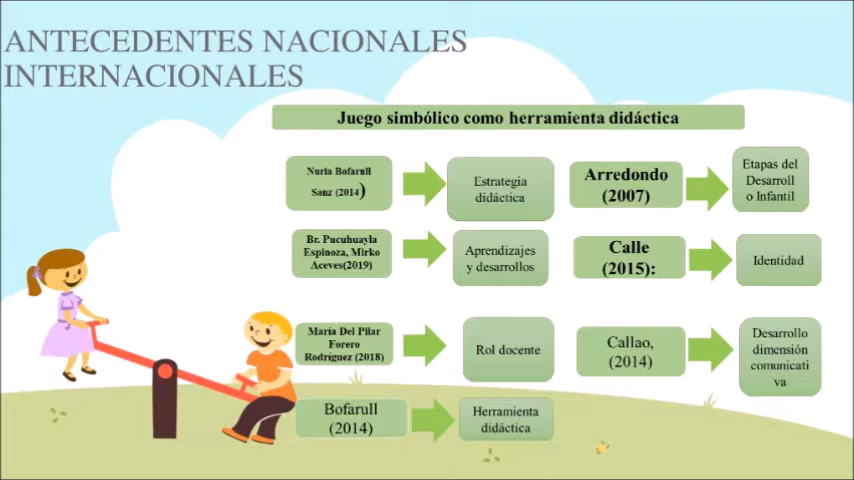 ANTECEDENTES NACIONALES
INTERNACIONALES
Juego simbólico como herramienta didáctica
Nuria Bofarull
Sanz (2014)
Estrategia
didáctica
Arredondo
(2007)
Etapas del
Desarroll
o Infantil
Br. Pucuhuayla
Espinoza, Mirko
Aceves(2019)
Aprendizajes
y desarrollos
Calle
(2015):
Identidad
María Del Pilar
Forero
Rodríguez (2018)
Rol docente
Callao,
(2014)
Desarrollo
dimensión
comunicati
va
Bofarull
(2014)
Herramienta
didáctica